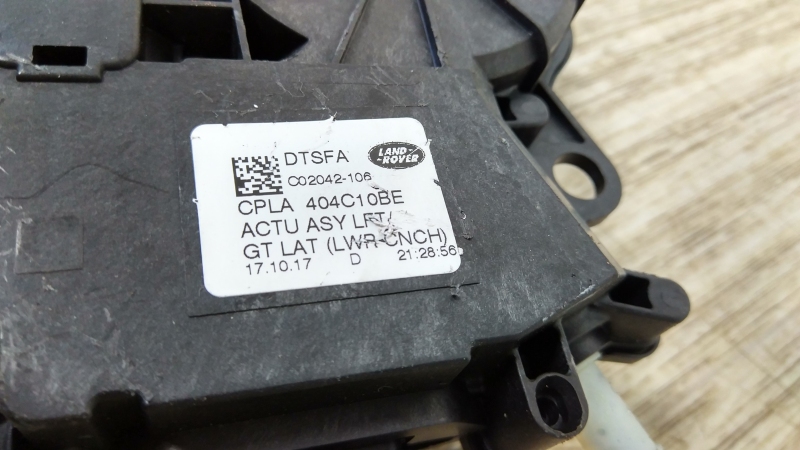 DTSFA
LAND-
-ROVER
C02042-106
CPLA 404C10BE
ACTU ASY LFT/
GT LAT (LWR-CNCH)
17.10.17 D 21:28:56